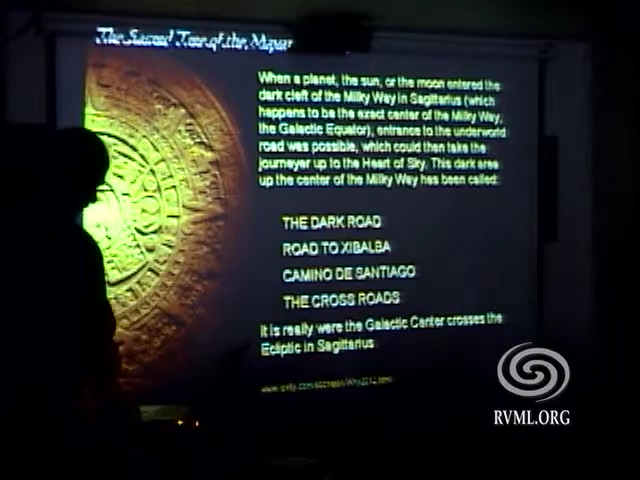 The Sacred Tree of the Mayan
When a planet, the sun, or the moon entered the
dark cleft of the Milky Way in Sagittarius (which
happens to be the exact center of the Milky Way,
the Galactic Equator), entrance to the underworld
road was possible, which could then take the
journeyer up to the Heart of Sky. This dark area
up the center of the Milky Way has been called:
THE DARK ROAD
ROAD TO XIBALBA
CAMINO DE SANTIAGO
THE CROSS ROADS
It is really were the Galactic Center crosses the
Ecliptic in Sagittarius
RVML.ORG